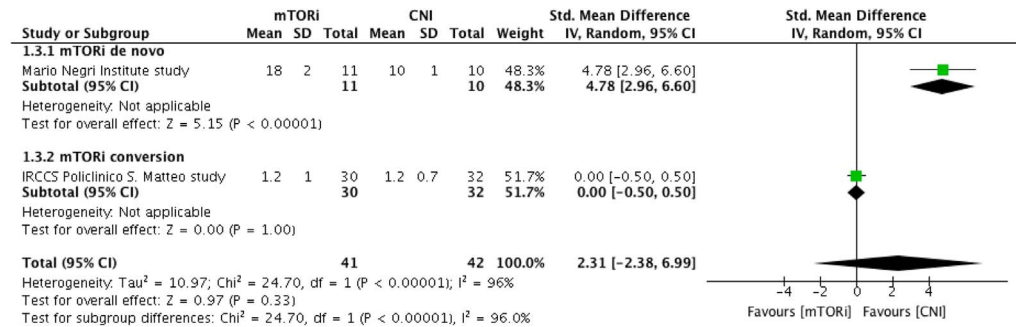 mTORi CNI Std. Mean Difference Std. Mean Difference
Study or Subgroup Mean SD Total Mean SD Total Weight IV, Random, 95% CI IV, Random, 95% CI
1.3.1 mTORi de novo
Mario Negri Institute study 18 2 11 10 1 10 48.3% 4.78 [2.96, 6.60]
Subtotal (95% CI) 11 10 48.3% 4.78 [2.96, 6.60]
Heterogeneity: Not applicable
Test for overall effect: Z = 5.15 (P < 0.00001)
1.3.2 mTORi conversion
IRCCS Policlinico S. Matteo study 1.2 1 30 1.2 0.7 32 51.7% 0.00 [-0.50, 0.50]
Subtotal (95% CI) 30 32 51.7% 0.00 [-0.50, 0.50]
Heterogeneity: Not applicable
Test for overall effect: Z = 0.00 (P = 1.00)
Total (95% CI) 41 42 100.0% 2.31 [-2.38, 6.99]
Heterogeneity: Tau² = 10.97; Chi² = 24.70, df = 1 (P < 0.00001); I² = 96%
Test for overall effect: Z = 0.97 (P = 0.33)
Test for subgroup differences: Chi² = 24.70, df = 1 (P < 0.00001), I² = 96.0%
-4 -2 0 2 4
Favours [mTORi] Favours [CNI]